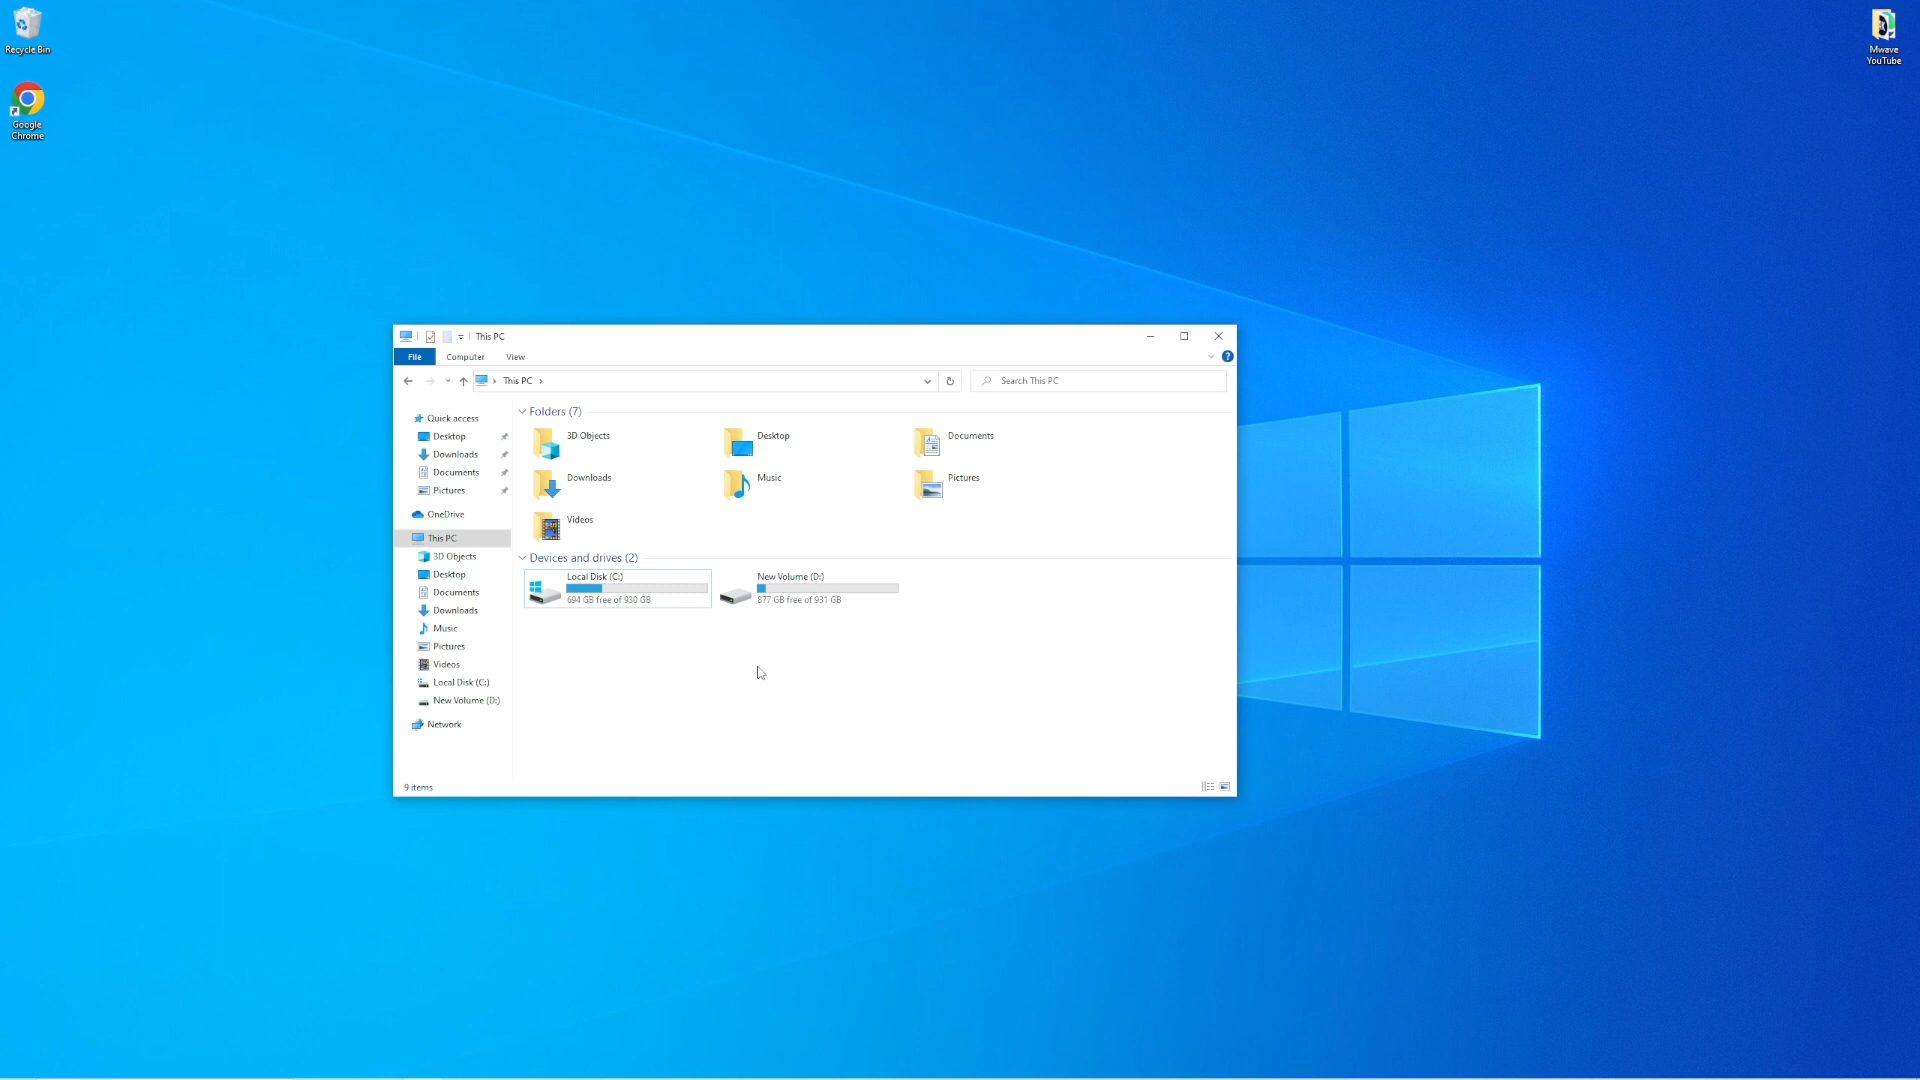 Recycle Bin
Google
Chrome
Mwave
YouTube
This PC
File
Computer
View
?
This PC
Search This PC
Quick access
Desktop
Downloads
Documents
Pictures
OneDrive
This PC
3D Objects
Desktop
Documents
Downloads
Music
Pictures
Videos
Local Disk (C:)
New Volume (D:)
Network
Folders (7)
3D Objects
Desktop
Documents
Downloads
Music
Pictures
Videos
Devices and drives (2)
Local Disk (C:)
694 GB free of 930 GB
New Volume (D:)
877 GB free of 931 GB
9 items